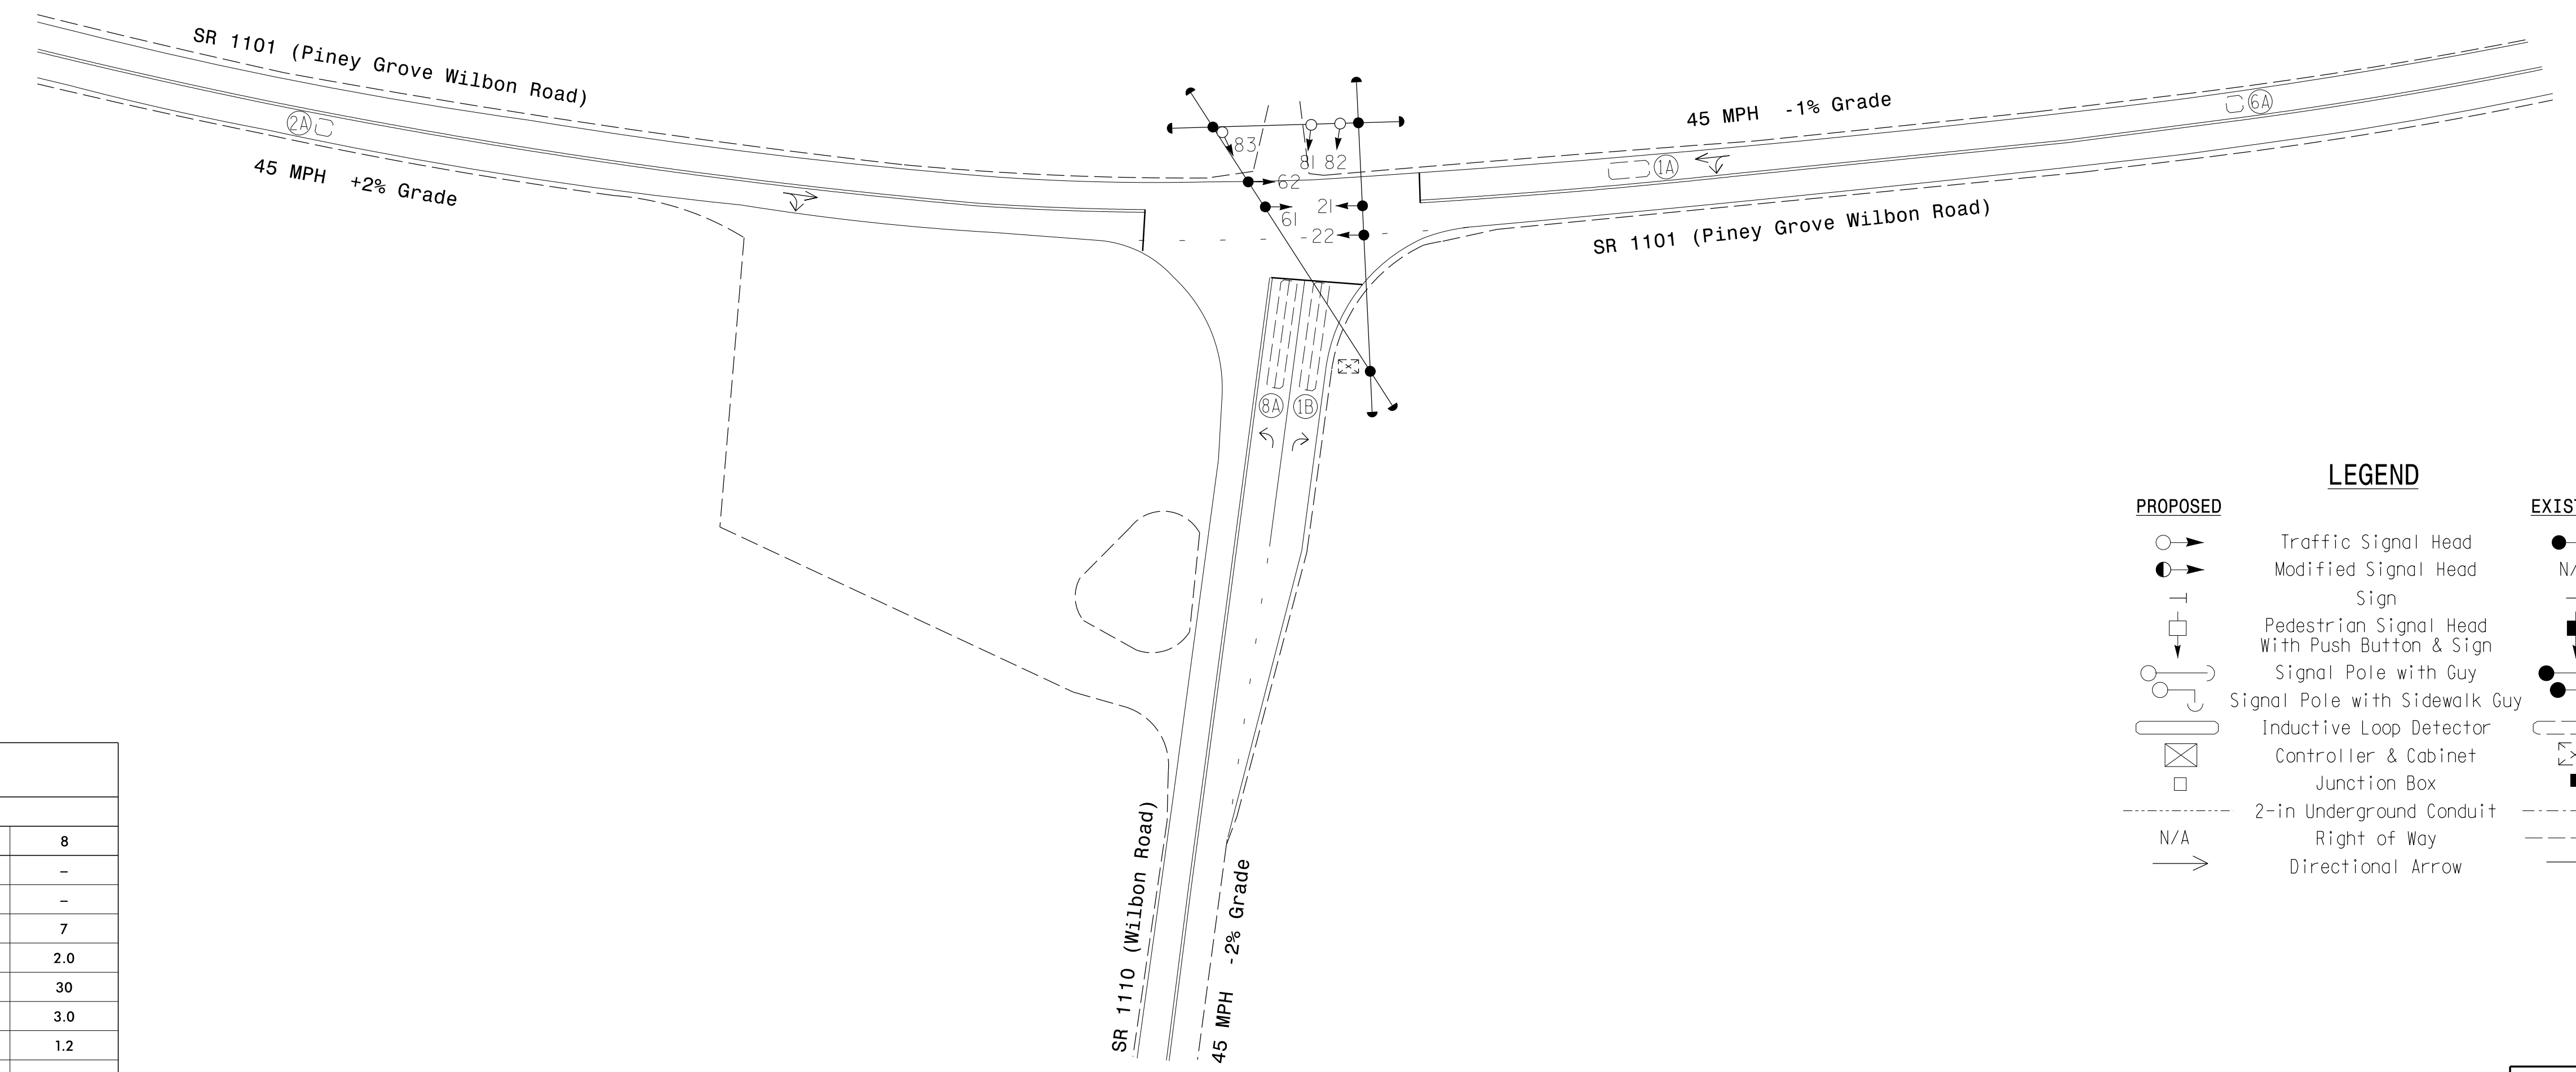 SR 1101 (Piney Grove Wilbon Road)
2A
45 MPH +2% Grade
83
81 82
62
61
21
22
45 MPH -1% Grade
6A
1A
SR 1101 (Piney Grove Wilbon Road)
8A 1B
SR 1110 (Wilbon Road)
45 MPH -2% Grade
LEGEND
PROPOSED
Traffic Signal Head
Modified Signal Head
Sign
Pedestrian Signal Head
With Push Button & Sign
Signal Pole with Guy
Signal Pole with Sidewalk Guy
Inductive Loop Detector
Controller & Cabinet
Junction Box
2-in Underground Conduit
N/A Right of Way
Directional Arrow
8
–
–
7
2.0
30
3.0
1.2